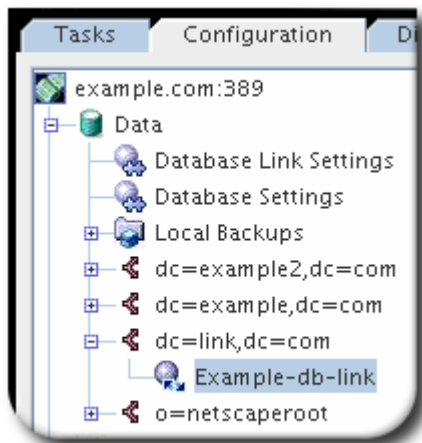 Tasks Configuration Di
example.com:389
Data
Database Link Settings
Database Settings
Local Backups
dc=example2,dc=com
dc=example,dc=com
dc=link,dc=com
Example-db-link
o=netscaperoot